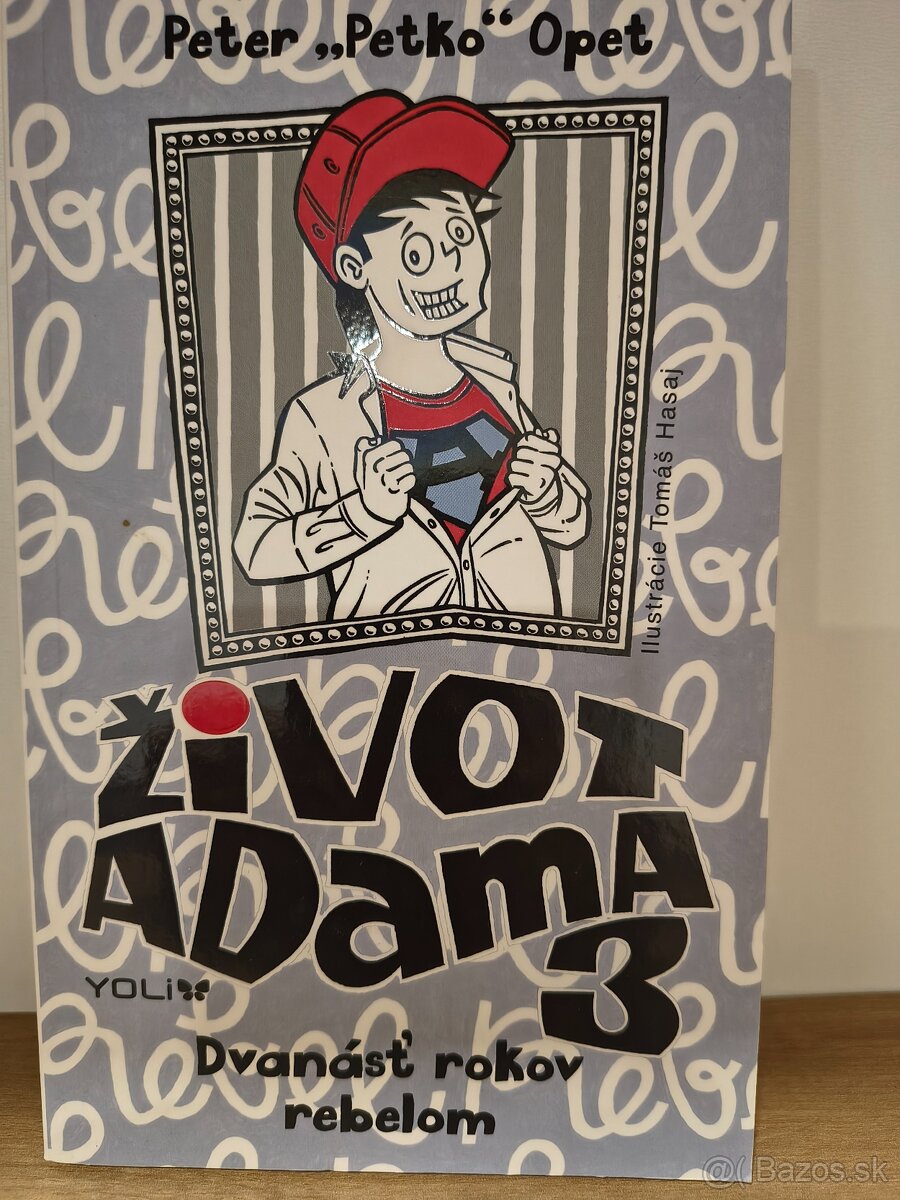 Peter „Petko“ Opet
Ilustrácie Tomáš Hasaj
A
ŽiVOT
ADamA
3
YOLi
Dvanásť rokov
rebelom
@( Bazos.sk